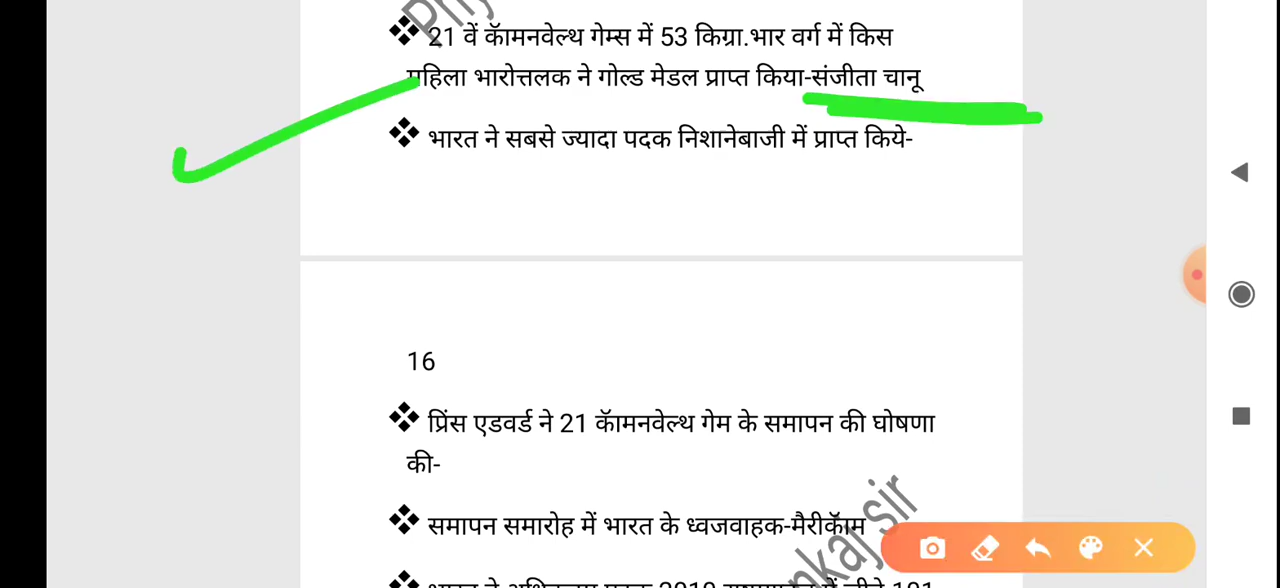 21 वें कॅामनवेल्थ गेम्स में 53 किग्रा.भार वर्ग में किस
महिला भारोत्तलक ने गोल्ड मेडल प्राप्त किया-संजीता चानू
भारत ने सबसे ज्यादा पदक निशानेबाजी में प्राप्त किये-
16
प्रिंस एडवर्ड ने 21 कॅामनवेल्थ गेम के समापन की घोषणा
की-
समापन समारोह में भारत के ध्वजवाहक-मैरीकॅाम
sir